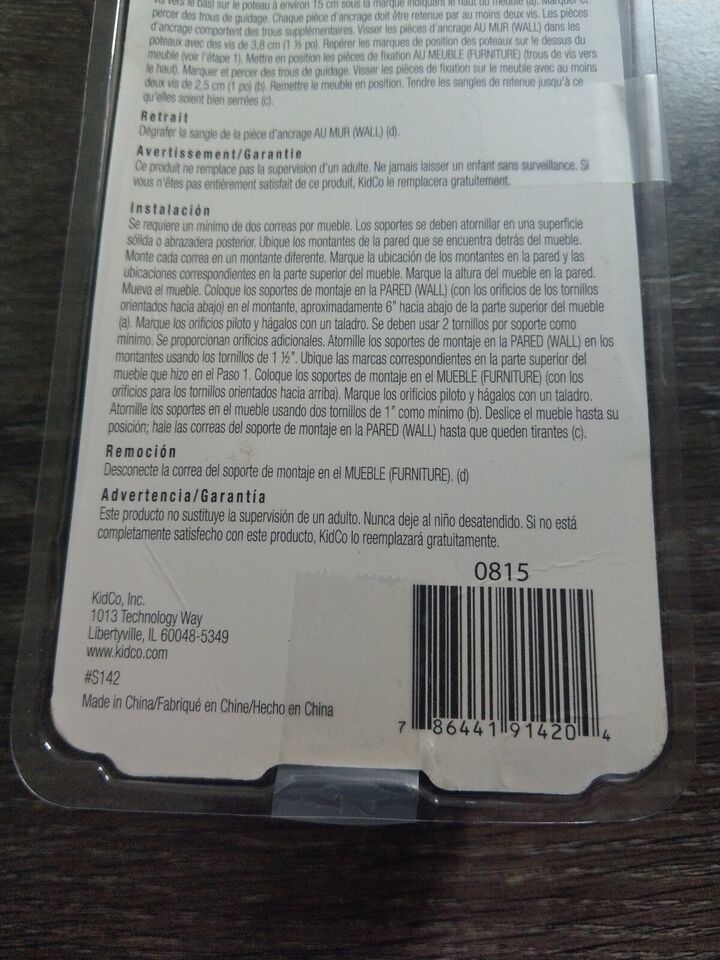 vis vers le bas) sur le poteau à environ 15 cm sous la marque indiquant le haut du meuble (a). Marquer et
percer des trous de guidage. Chaque pièce d'ancrage doit être retenue par au moins deux vis. Les pièces
d'ancrage comportent des trous supplémentaires. Visser les pièces d'ancrage AU MUR (WALL) dans les
poteaux avec des vis de 3,8 cm (1 ½ po). Repérer les marques de position des poteaux sur le dessus du
meuble (voir l'étape 1). Mettre en position les pièces de fixation AU MEUBLE (FURNITURE) (trous de vis vers
le haut). Marquer et percer des trous de guidage. Visser les pièces de fixation sur le meuble avec au moins
deux vis de 2,5 cm (1 po) (b). Remettre le meuble en position. Tendre les sangles de retenue jusqu'à ce
qu'elles soient bien serrées (c).
Retrait
Dégrafer la sangle de la pièce d'ancrage AU MUR (WALL) (d).
Avertissement/Garantie
Ce produit ne remplace pas la supervision d'un adulte. Ne jamais laisser un enfant sans surveillance. Si
vous n'êtes pas entièrement satisfait de ce produit, KidCo le remplacera gratuitement.
Instalación
Se requiere un mínimo de dos correas por mueble. Los soportes se deben atornillar en una superficie
sólida o abrazadera posterior. Ubique los montantes de la pared que se encuentra detrás del mueble.
Monte cada correa en un montante diferente. Marque la ubicación de los montantes en la pared y las
ubicaciones correspondientes en la parte superior del mueble. Marque la altura del mueble en la pared.
Mueva el mueble. Coloque los soportes de montaje en la PARED (WALL) (con los orificios de los tornillos
orientados hacia abajo) en el montante, aproximadamente 6" hacia abajo de la parte superior del mueble
(a). Marque los orificios piloto y hágalos con un taladro. Se deben usar 2 tornillos por soporte como
mínimo. Se proporcionan orificios adicionales. Atornille los soportes de montaje en la PARED (WALL) en los
montantes usando los tornillos de 1 ½". Ubique las marcas correspondientes en la parte superior del
mueble que hizo en el Paso 1. Coloque los soportes de montaje en el MUEBLE (FURNITURE) (con los
orificios para los tornillos orientados hacia arriba). Marque los orificios piloto y hágalos con un taladro.
Atornille los soportes en el mueble usando dos tornillos de 1" como mínimo (b). Deslice el mueble hasta su
posición; hale las correas del soporte de montaje en la PARED (WALL) hasta que queden tirantes (c).
Remoción
Desconecte la correa del soporte de montaje en el MUEBLE (FURNITURE). (d)
Advertencia/Garantía
Este producto no sustituye la supervisión de un adulto. Nunca deje al niño desatendido. Si no está
completamente satisfecho con este producto, KidCo lo reemplazará gratuitamente.
0815
KidCo, Inc.
1013 Technology Way
Libertyville, IL 60048-5349
www.kidco.com
#S142
Made in China/Fabriqué en Chine/Hecho en China
7 86441 91420 4